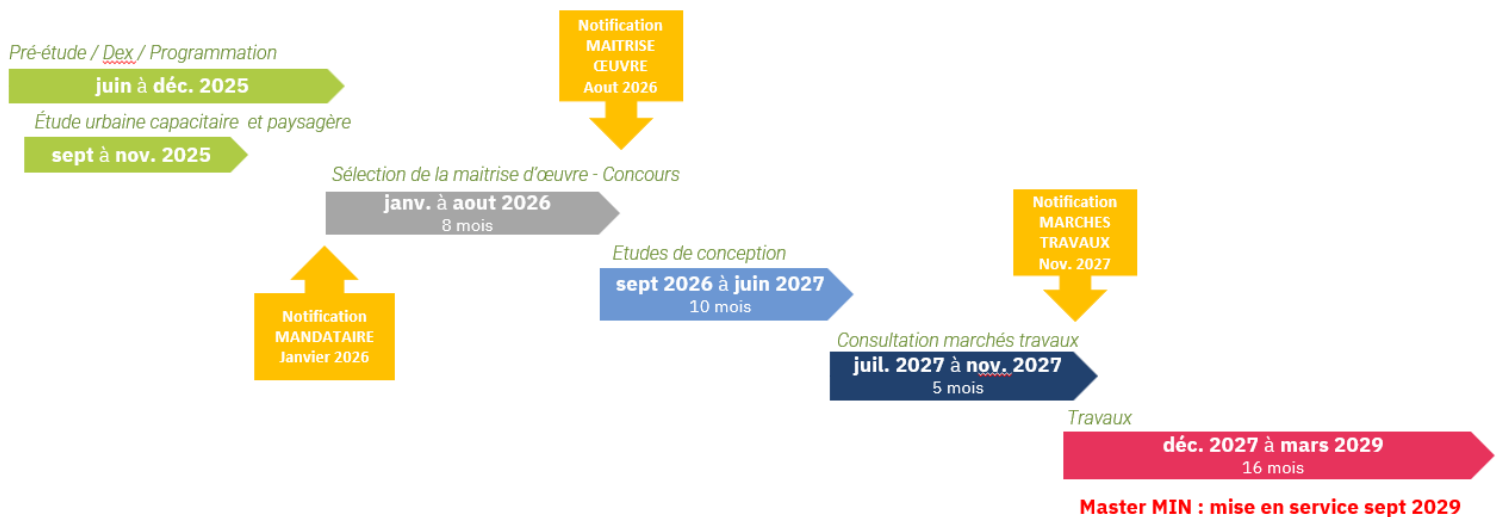 Pré-étude / Dex / Programmation
juin à déc. 2025
Étude urbaine capacitaire et paysagère
sept à nov. 2025
Notification
MAITRISE
ŒUVRE
Aout 2026
Sélection de la maitrise d'œuvre - Concours
janv. à aout 2026
8 mois
Notification
MANDATAIRE
Janvier 2026
Etudes de conception
sept 2026 à juin 2027
10 mois
Notification
MARCHES
TRAVAUX
Nov. 2027
Consultation marchés travaux
juil. 2027 à nov. 2027
5 mois
Travaux
déc. 2027 à mars 2029
16 mois
Master MIN : mise en service sept 2029